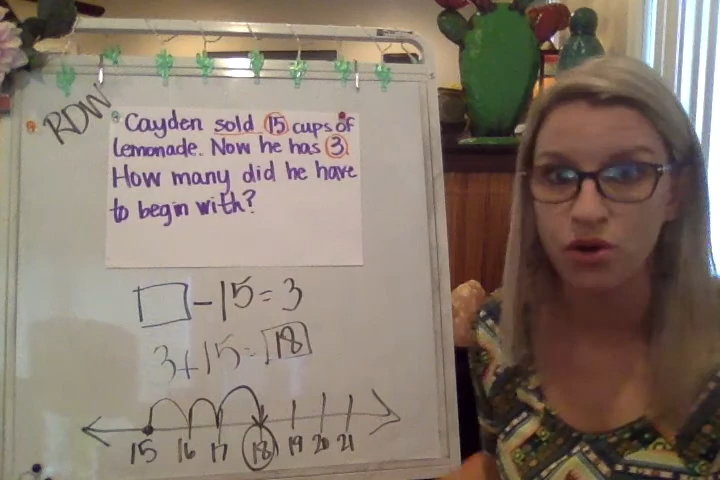 RDW
Cayden sold 15 cups of
lemonade. Now he has 3.
How many did he have
to begin with?
□ - 15 = 3
3 + 15 = 18
15 16 17 18 19 20 21